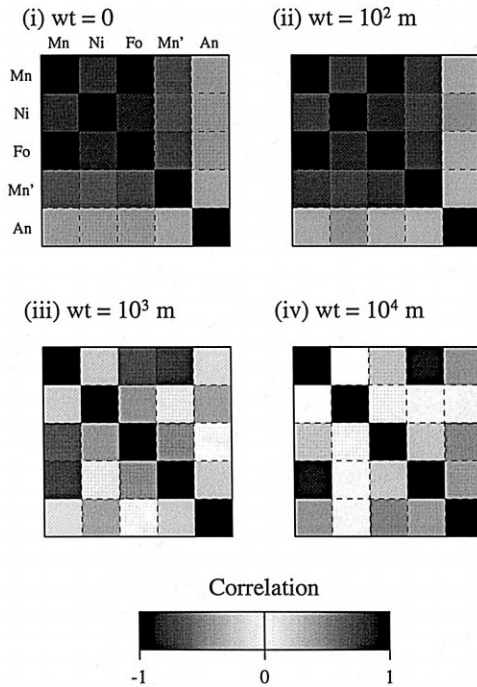 (i) wt = 0
(ii) wt = 10² m
Mn Ni Fo Mn' An
Mn
Ni
Fo
Mn'
An
(iii) wt = 10³ m
(iv) wt = 10⁴ m
Correlation
-1 0 1